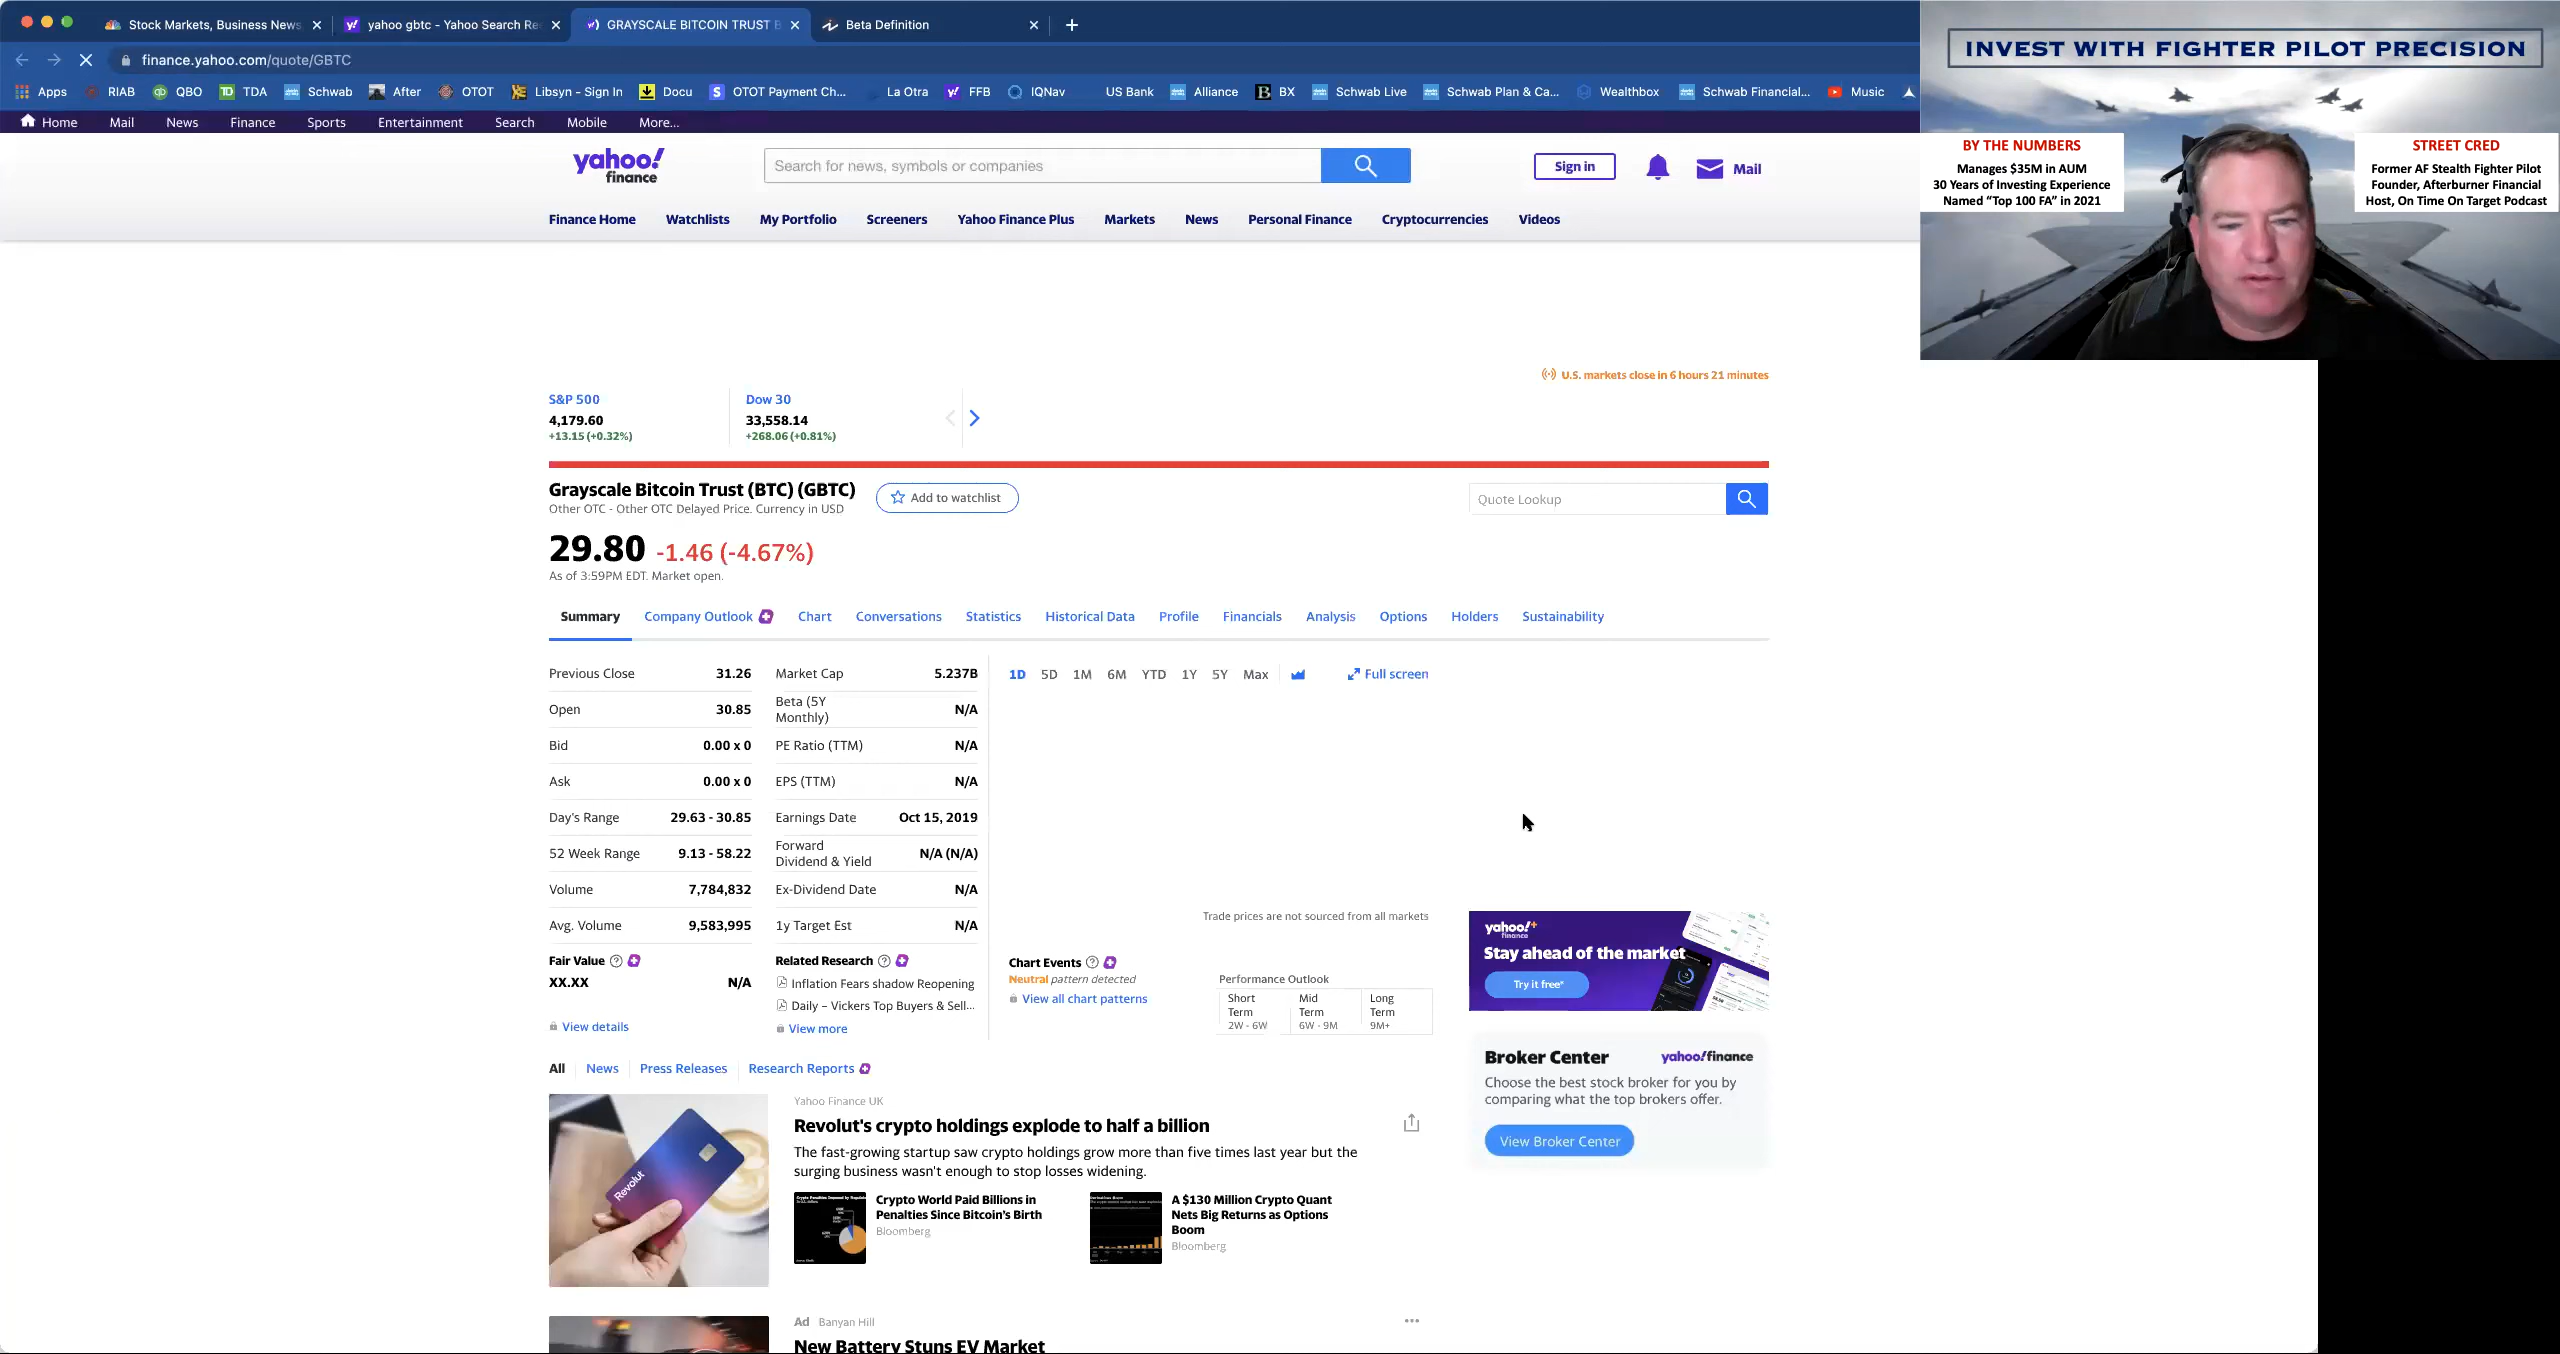 Stock Markets, Business News
yahoo gbtc - Yahoo Search Re
GRAYSCALE BITCOIN TRUST B
Beta Definition
finance.yahoo.com/quote/GBTC
Apps RIAB QBO TDA Schwab After OTOT Libsyn - Sign In Docu OTOT Payment Ch... La Otra FFB IQNav US Bank Alliance BX Schwab Live Schwab Plan & Ca... Wealthbox Schwab Financial... Music
Home Mail News Finance Sports Entertainment Search Mobile More...
yahoo!
finance
Search for news, symbols or companies
Sign in
Mail
Finance Home Watchlists My Portfolio Screeners Yahoo Finance Plus Markets News Personal Finance Cryptocurrencies Videos
INVEST WITH FIGHTER PILOT PRECISION
BY THE NUMBERS
Manages $35M in AUM
30 Years of Investing Experience
Named “Top 100 FA” in 2021
STREET CRED
Former AF Stealth Fighter Pilot
Founder, Afterburner Financial
Host, On Time On Target Podcast
U.S. markets close in 6 hours 21 minutes
S&P 500
4,179.60
+13.15 (+0.32%)
Dow 30
33,558.14
+268.06 (+0.81%)
Grayscale Bitcoin Trust (BTC) (GBTC)
Other OTC - Other OTC Delayed Price. Currency in USD
Add to watchlist
Quote Lookup
29.80 -1.46 (-4.67%)
As of 3:59PM EDT. Market open.
Summary Company Outlook Chart Conversations Statistics Historical Data Profile Financials Analysis Options Holders Sustainability
Previous Close 31.26
Open 30.85
Bid 0.00 x 0
Ask 0.00 x 0
Day's Range 29.63 - 30.85
52 Week Range 9.13 - 58.22
Volume 7,784,832
Avg. Volume 9,583,995
Market Cap 5.237B
Beta (5Y
Monthly) N/A
PE Ratio (TTM) N/A
EPS (TTM) N/A
Earnings Date Oct 15, 2019
Forward
Dividend & Yield N/A (N/A)
Ex-Dividend Date N/A
1y Target Est N/A
Fair Value
XX.XX N/A
View details
Related Research
Inflation Fears shadow Reopening
Daily – Vickers Top Buyers & Sell...
View more
1D 5D 1M 6M YTD 1Y 5Y Max Full screen
Trade prices are not sourced from all markets
Chart Events
Neutral pattern detected
View all chart patterns
Performance Outlook
Short
Term
2W - 6W
Mid
Term
6W - 9M
Long
Term
9M+
yahoo!+
finance
Stay ahead of the market
Try it free*
Broker Center yahoo!finance
Choose the best stock broker for you by
comparing what the top brokers offer.
View Broker Center
All News Press Releases Research Reports
Revolut
Yahoo Finance UK
Revolut's crypto holdings explode to half a billion
The fast-growing startup saw crypto holdings grow more than five times last year but the
surging business wasn't enough to stop losses widening.
Crypto World Paid Billions in
Penalties Since Bitcoin's Birth
Bloomberg
A $130 Million Crypto Quant
Nets Big Returns as Options
Boom
Bloomberg
Ad Banyan Hill
New Battery Stuns EV Market